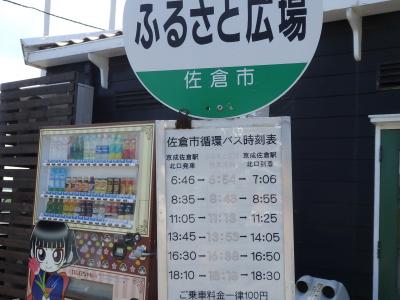 ふるさと広場
佐倉市
佐倉市循環バス時刻表
京成佐倉駅 京成佐倉駅
北口発車 北口到着
6:46 → 6:54 → 7:06
8:35 → 8:43 → 8:55
11:05 → 11:13 → 11:25
13:45 → 13:53 → 14:05
16:30 → 16:38 → 16:50
18:10 → 18:18 → 18:30
ご乗車料金一律100円